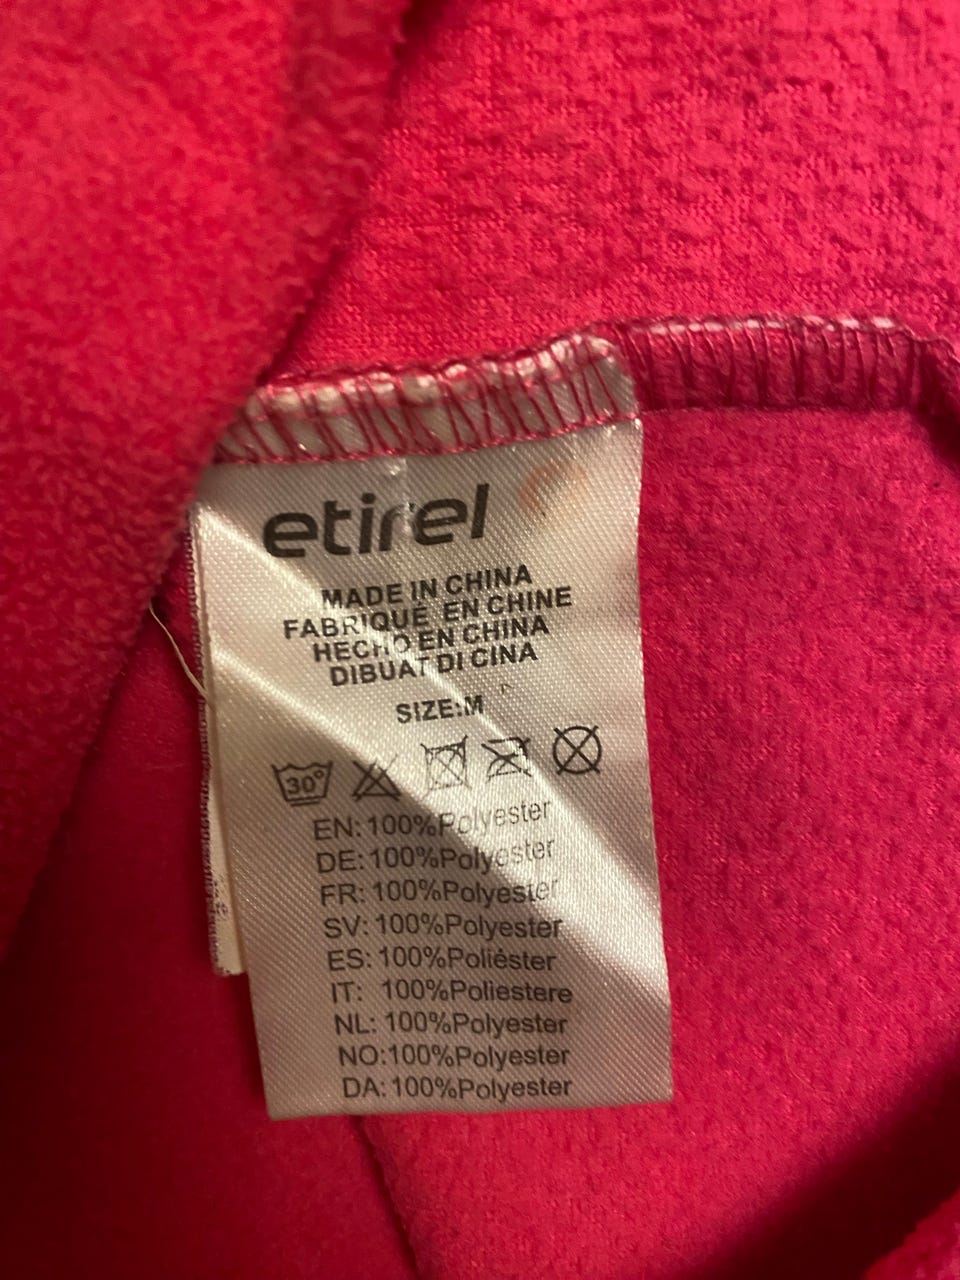 etirel
MADE IN CHINA
FABRIQUÉ EN CHINE
HECHO EN CHINA
DIBUAT DI CINA
SIZE:M
30°
EN: 100%Polyester
DE: 100%Polyester
FR: 100%Polyester
SV: 100%Polyester
ES: 100%Poliéster
IT: 100%Poliestere
NL: 100%Polyester
NO:100%Polyester
DA: 100%Polyester